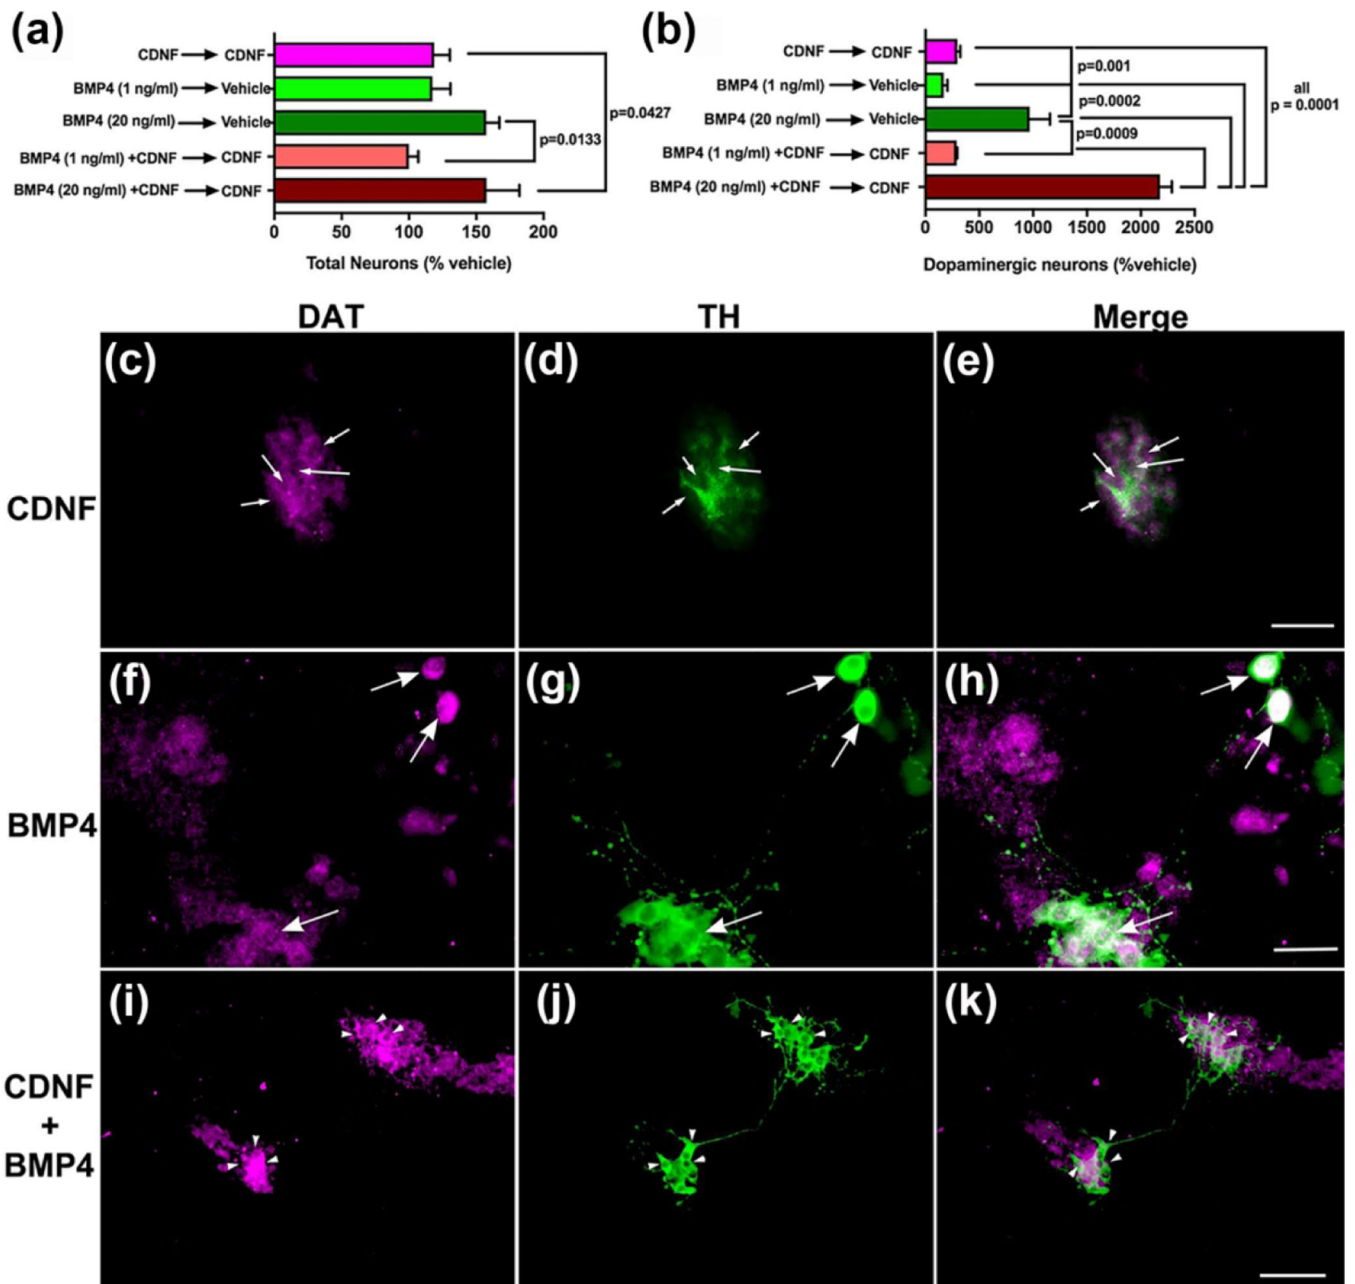 (a)
CDNF → CDNF
BMP4 (1 ng/ml) → Vehicle
BMP4 (20 ng/ml) → Vehicle
BMP4 (1 ng/ml) +CDNF → CDNF
BMP4 (20 ng/ml) +CDNF → CDNF
p=0.0427
p=0.0133
0 50 100 150 200
Total Neurons (% vehicle)
(b)
CDNF → CDNF
BMP4 (1 ng/ml) → Vehicle
BMP4 (20 ng/ml) → Vehicle
BMP4 (1 ng/ml) +CDNF → CDNF
BMP4 (20 ng/ml) +CDNF → CDNF
p=0.001
p=0.0002
p=0.0009
all
p = 0.0001
0 500 1000 1500 2000 2500
Dopaminergic neurons (%vehicle)
DAT TH Merge
(c) (d) (e)
CDNF
(f) (g) (h)
BMP4
(i) (j) (k)
CDNF
+
BMP4